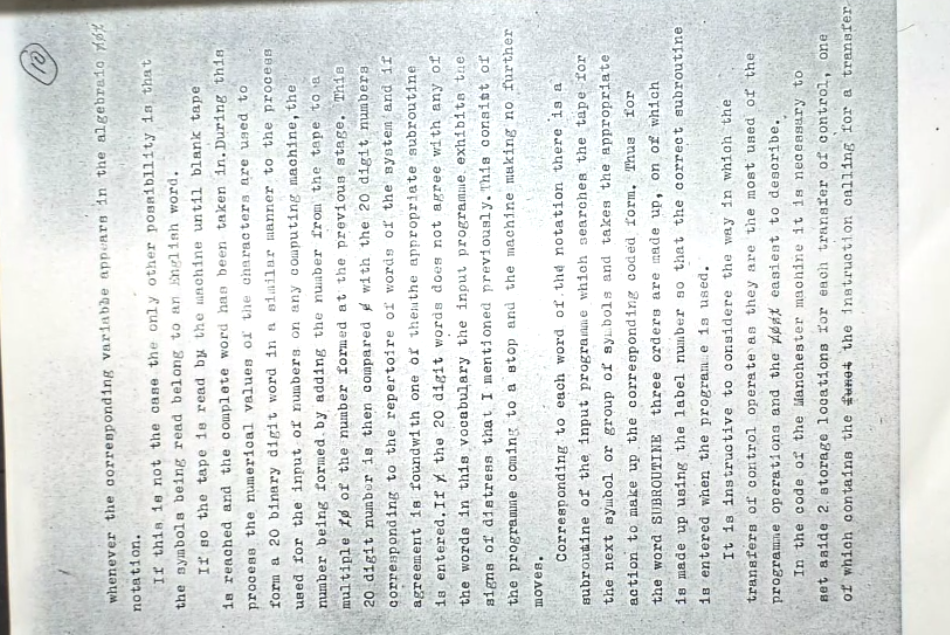 10
whenever the corresponding variable appears in the algebraic
notation.
If this is not the case the only other possibility is that
the symbols being read belong to an English word.
If so the tape is read by the machine until blank tape
is reached and the complete word has been taken in.During this
process the numerical values of the characters are used to
form a 20 binary digit word in a similar manner to the process
used for the input of numbers on any computing machine,the
number being formed by adding the number from the tape to a
multiple of the number formed at the previous stage. This
20 digit number is then compared with the 20 digit numbers
corresponding to the repertoire of words of the system and if
agreement is foundwith one of themthe appropriate subroutine
is entered.If the 20 digit words does not agree with any of
the words in this vocabulary the input programme exhibits the
signs of distress that I mentioned previously.This consist of
the programme coming to a stop and the machine making no further
moves.
Corresponding to each word of the notation there is a
subroutine of the input programme which searches the tape for
the next symbol or group of symbols and takes the appropriate
action to make up the corresponding coded form. Thus for
the word SUBROUTINE three orders are made up, on of which
is made up using the label number so that the correct subroutine
is entered when the programme is used.
It is instructive to considere the way in which the
transfers of control operate as they are the most used of the
programme operations and the easiest to describe.
In the code of the Manchester machine it is necessary to
set aside 2 storage locations for each transfer of control, one
of which contains the the instruction calling for a transfer